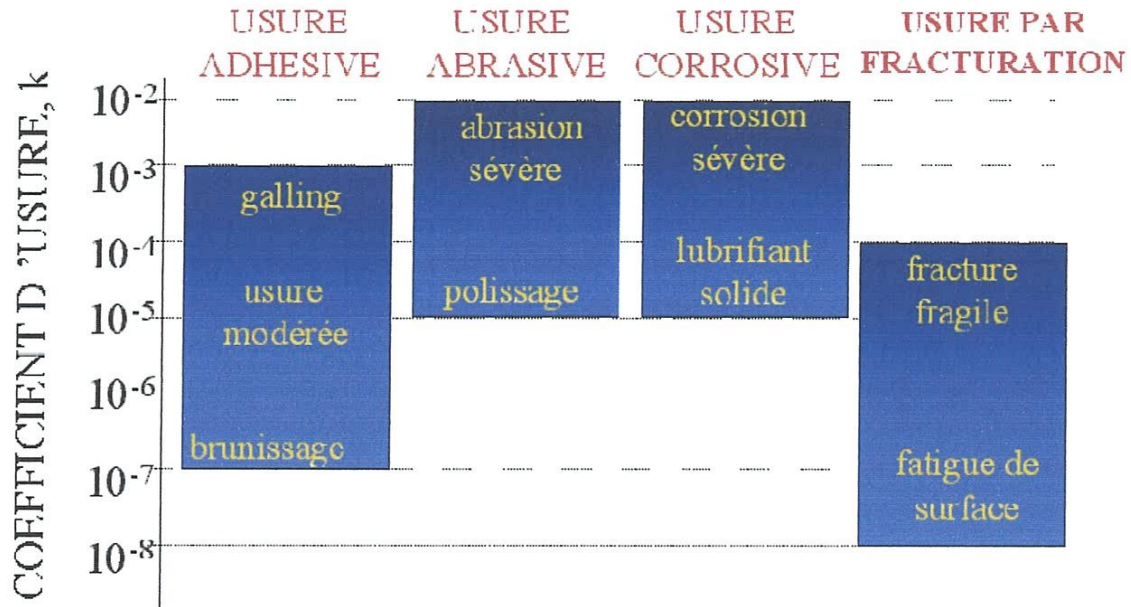 USURE
ADHESIVE
USURE
ABRASIVE
USURE
CORROSIVE
USURE PAR
FRACTURATION
COEFFICIENT D 'USURE, k
10-2
10-3
10-4
10-5
10-6
10-7
10-8
galling
usure
modérée
brunissage
abrasion
sévère
polissage
corrosion
sévère
lubrifiant
solide
fracture
fragile
fatigue de
surface